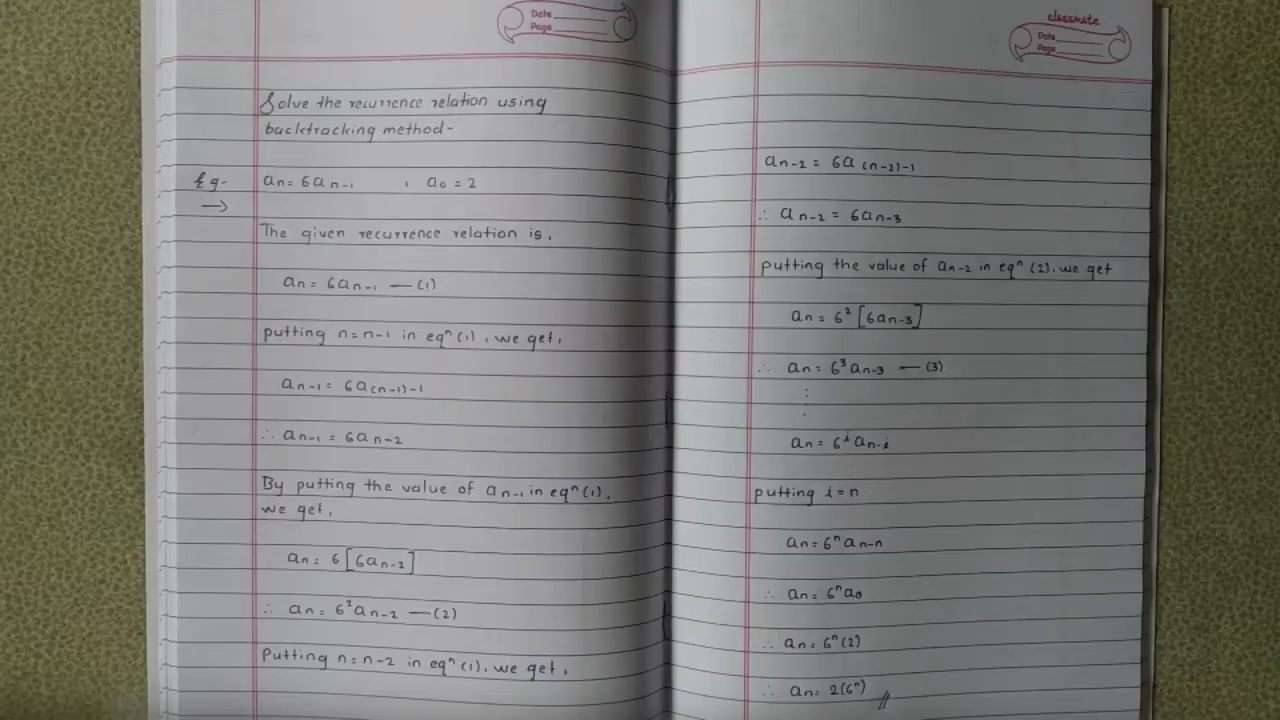 Date
Page
Solve the recurrence relation using
backtracking method-
Eg- an = 6an-1 , a0 = 2
→
The given recurrence relation is,
an = 6an-1 — (1)
putting n=n-1 in eqⁿ(1), we get,
an-1 = 6a(n-1)-1
∴ an-1 = 6an-2
By putting the value of an-1 in eqⁿ(1),
we get,
an = 6[6an-2]
∴ an = 6²an-2 — (2)
Putting n=n-2 in eqⁿ(1), we get,
classmate
Date
Page
an-2 = 6a(n-2)-1
∴ an-2 = 6an-3
putting the value of an-2 in eqⁿ(2), we get
an = 6²[6an-3]
∴ an = 6³an-3 — (3)
⋮
an = 6ⁱan-i
putting i=n
an = 6ⁿan-n
∴ an = 6ⁿa0
∴ an = 6ⁿ(2)
∴ an = 2(6ⁿ) //